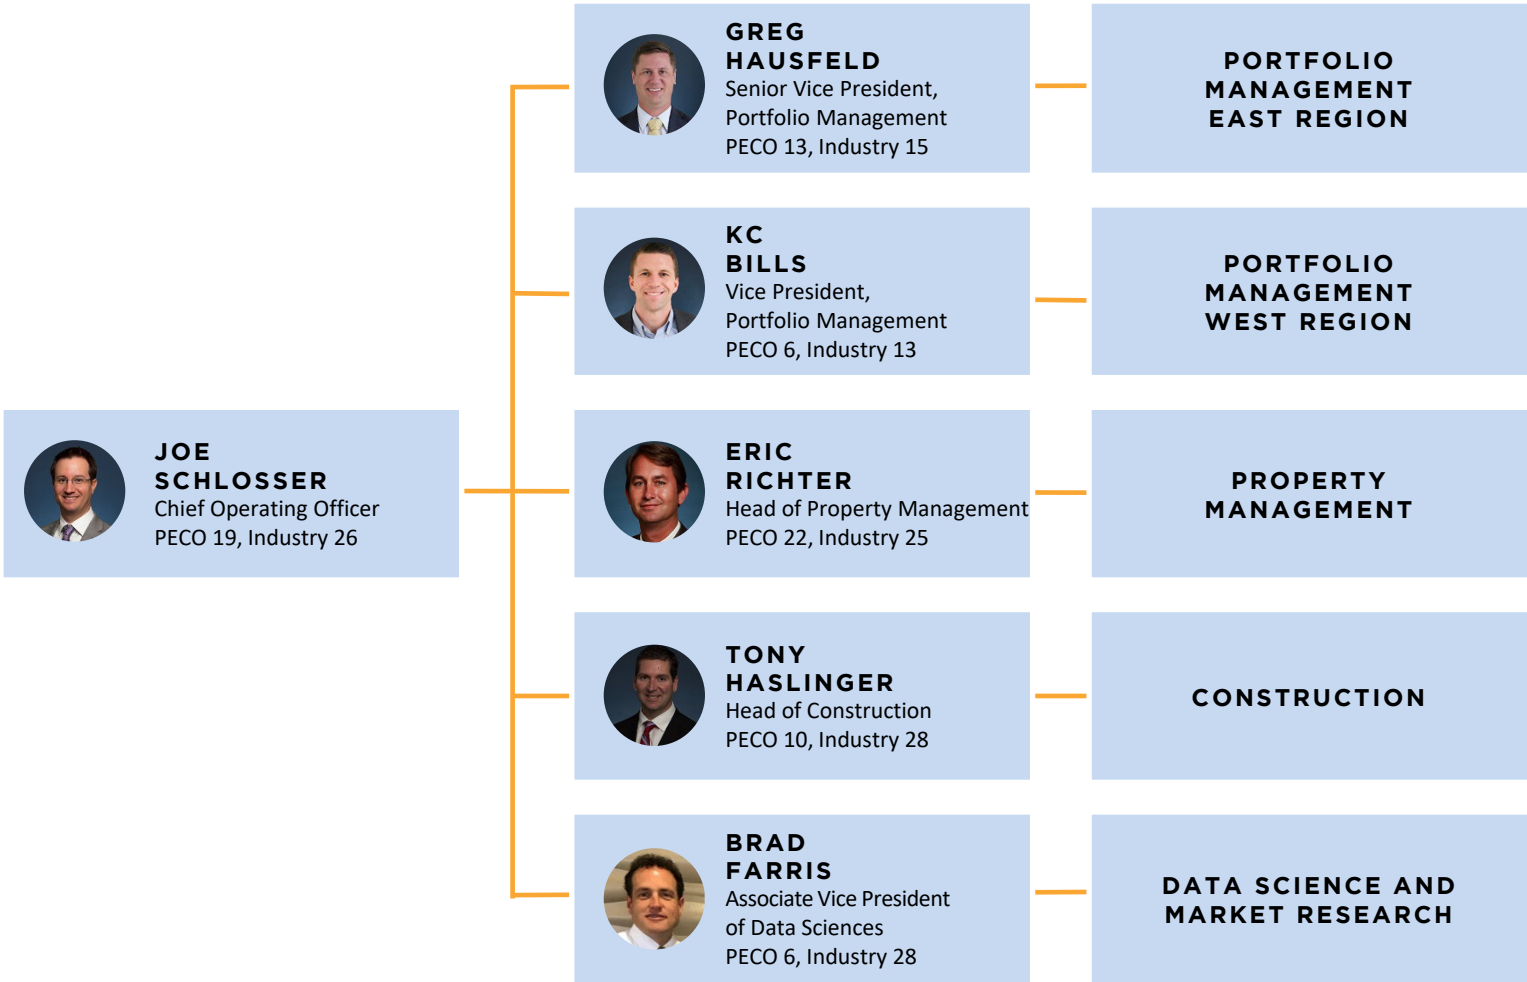 JOE
SCHLOSSER
Chief Operating Officer
PECO 19, Industry 26
GREG
HAUSFELD
Senior Vice President,
Portfolio Management
PECO 13, Industry 15
PORTFOLIO
MANAGEMENT
EAST REGION
KC
BILLS
Vice President,
Portfolio Management
PECO 6, Industry 13
PORTFOLIO
MANAGEMENT
WEST REGION
ERIC
RICHTER
Head of Property Management
PECO 22, Industry 25
PROPERTY
MANAGEMENT
TONY
HASLINGER
Head of Construction
PECO 10, Industry 28
CONSTRUCTION
BRAD
FARRIS
Associate Vice President
of Data Sciences
PECO 6, Industry 28
DATA SCIENCE AND
MARKET RESEARCH